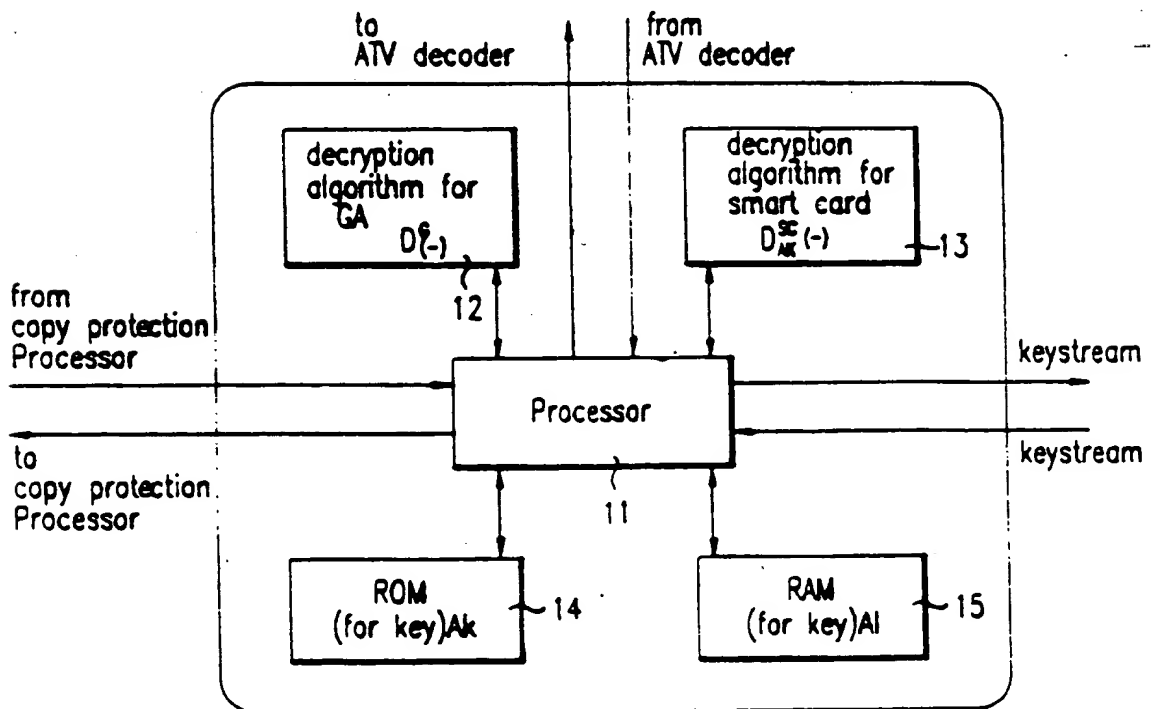 to
ATV decoder
from
ATV decoder
decryption
algorithm for
GA
D^G_(-)
12
decryption
algorithm for
smart card
D^SC_AK(-)
13
from
copy protection
Processor
keystream
Processor
11
to
copy protection
Processor
keystream
ROM
(for key)Ak
14
RAM
(for key)Al
15